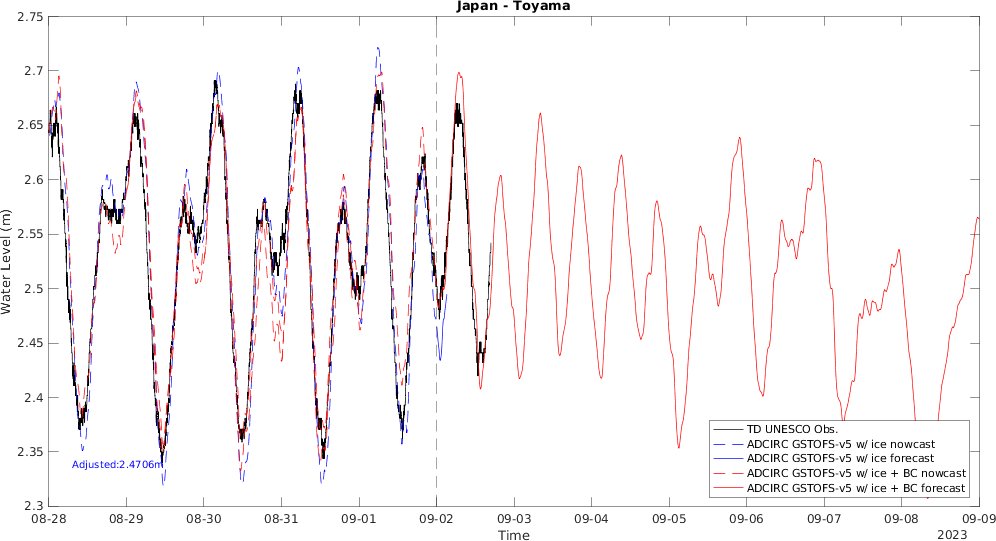 Japan - Toyama
2.75
2.7
2.65
2.6
2.55
2.5
2.45
2.4
2.35
2.3
Water Level (m)
Adjusted:2.4706m
TD UNESCO Obs.
ADCIRC GSTOFS-v5 w/ ice nowcast
ADCIRC GSTOFS-v5 w/ ice forecast
ADCIRC GSTOFS-v5 w/ ice + BC nowcast
ADCIRC GSTOFS-v5 w/ ice + BC forecast
08-28 08-29 08-30 08-31 09-01 09-02 09-03 09-04 09-05 09-06 09-07 09-08 09-09
Time
2023